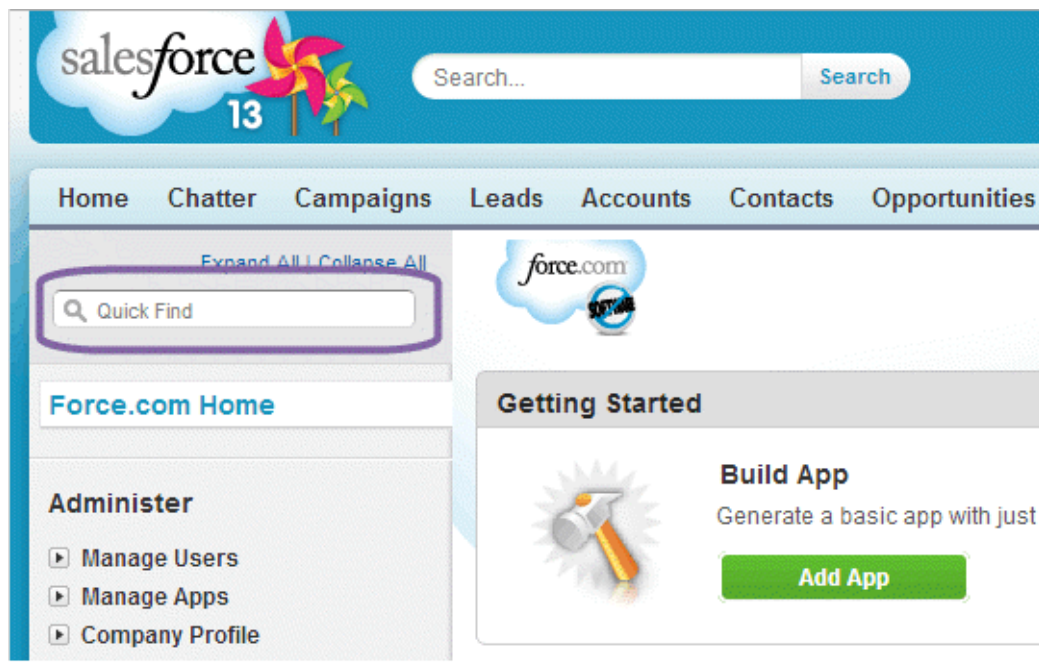 salesforce
13
Search...
Search
Home Chatter Campaigns Leads Accounts Contacts Opportunities
Expand All | Collapse All
Quick Find
force.com
SOFTWARE
Force.com Home
Getting Started
Administer
Build App
Generate a basic app with just
Add App
Manage Users
Manage Apps
Company Profile